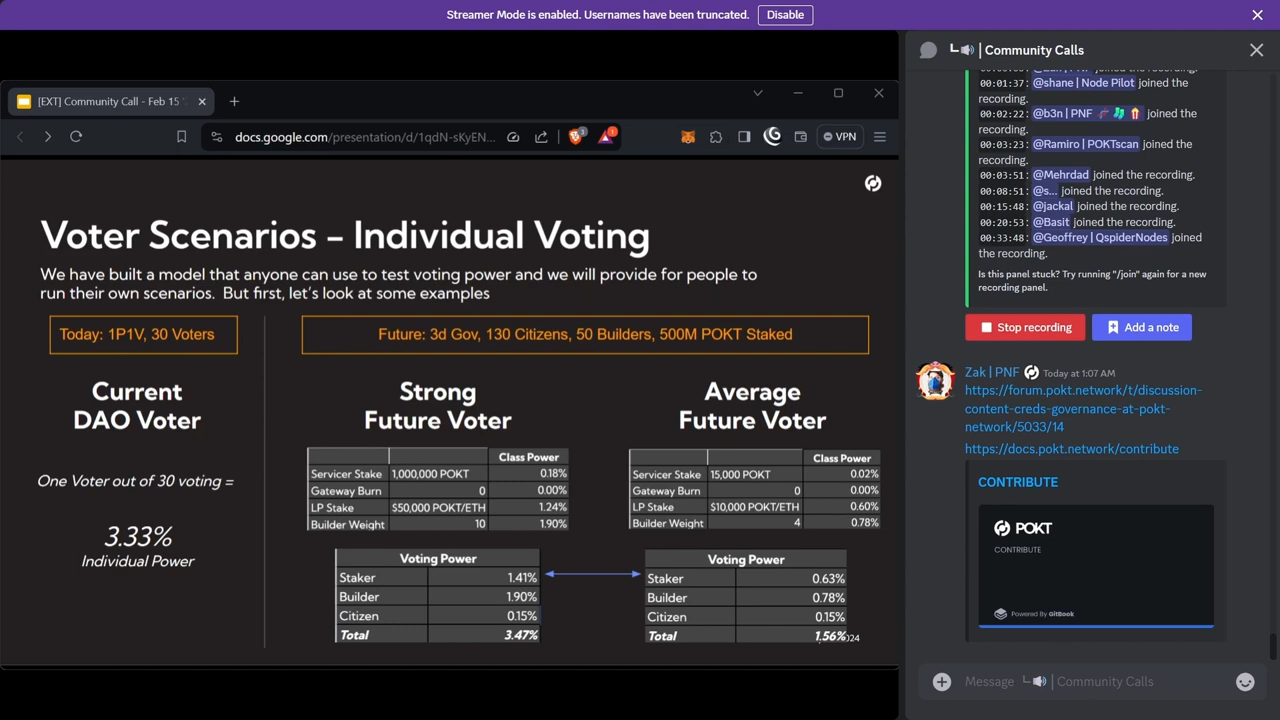 Streamer Mode is enabled. Usernames have been truncated. Disable
[EXT] Community Call - Feb 15 '
docs.google.com/presentation/d/1qdN-sKyEN...
VPN
Voter Scenarios – Individual Voting
We have built a model that anyone can use to test voting power and we will provide for people to
run their own scenarios. But first, let's look at some examples
Today: 1P1V, 30 Voters
Future: 3d Gov, 130 Citizens, 50 Builders, 500M POKT Staked
Current
DAO Voter
One Voter out of 30 voting =
3.33%
Individual Power
Strong
Future Voter
Class Power
Servicer Stake 1,000,000 POKT 0.18%
Gateway Burn 0 0.00%
LP Stake $50,000 POKT/ETH 1.24%
Builder Weight 10 1.90%
Voting Power
Staker 1.41%
Builder 1.90%
Citizen 0.15%
Total 3.47%
Average
Future Voter
Class Power
Servicer Stake 15,000 POKT 0.02%
Gateway Burn 0 0.00%
LP Stake $10,000 POKT/ETH 0.60%
Builder Weight 4 0.78%
Voting Power
Staker 0.63%
Builder 0.78%
Citizen 0.15%
Total 1.56%
Community Calls
joined the recording.
00:01:37: @shane | Node Pilot joined the
recording.
00:02:22: @b3n | PNF joined the
recording.
00:03:23: @Ramiro | POKTscan joined the
recording.
00:03:51: @Mehrdad joined the recording.
00:08:51: @s... joined the recording.
00:15:48: @jackal joined the recording.
00:20:53: @Basit joined the recording.
00:33:48: @Geoffrey | QspiderNodes joined
the recording.
Is this panel stuck? Try running "/join" again for a new
recording panel.
Stop recording Add a note
Zak | PNF Today at 1:07 AM
https://forum.pokt.network/t/discussion-
content-creds-governance-at-pokt-
network/5033/14
https://docs.pokt.network/contribute
CONTRIBUTE
POKT
CONTRIBUTE
Powered By GitBook
Message Community Calls